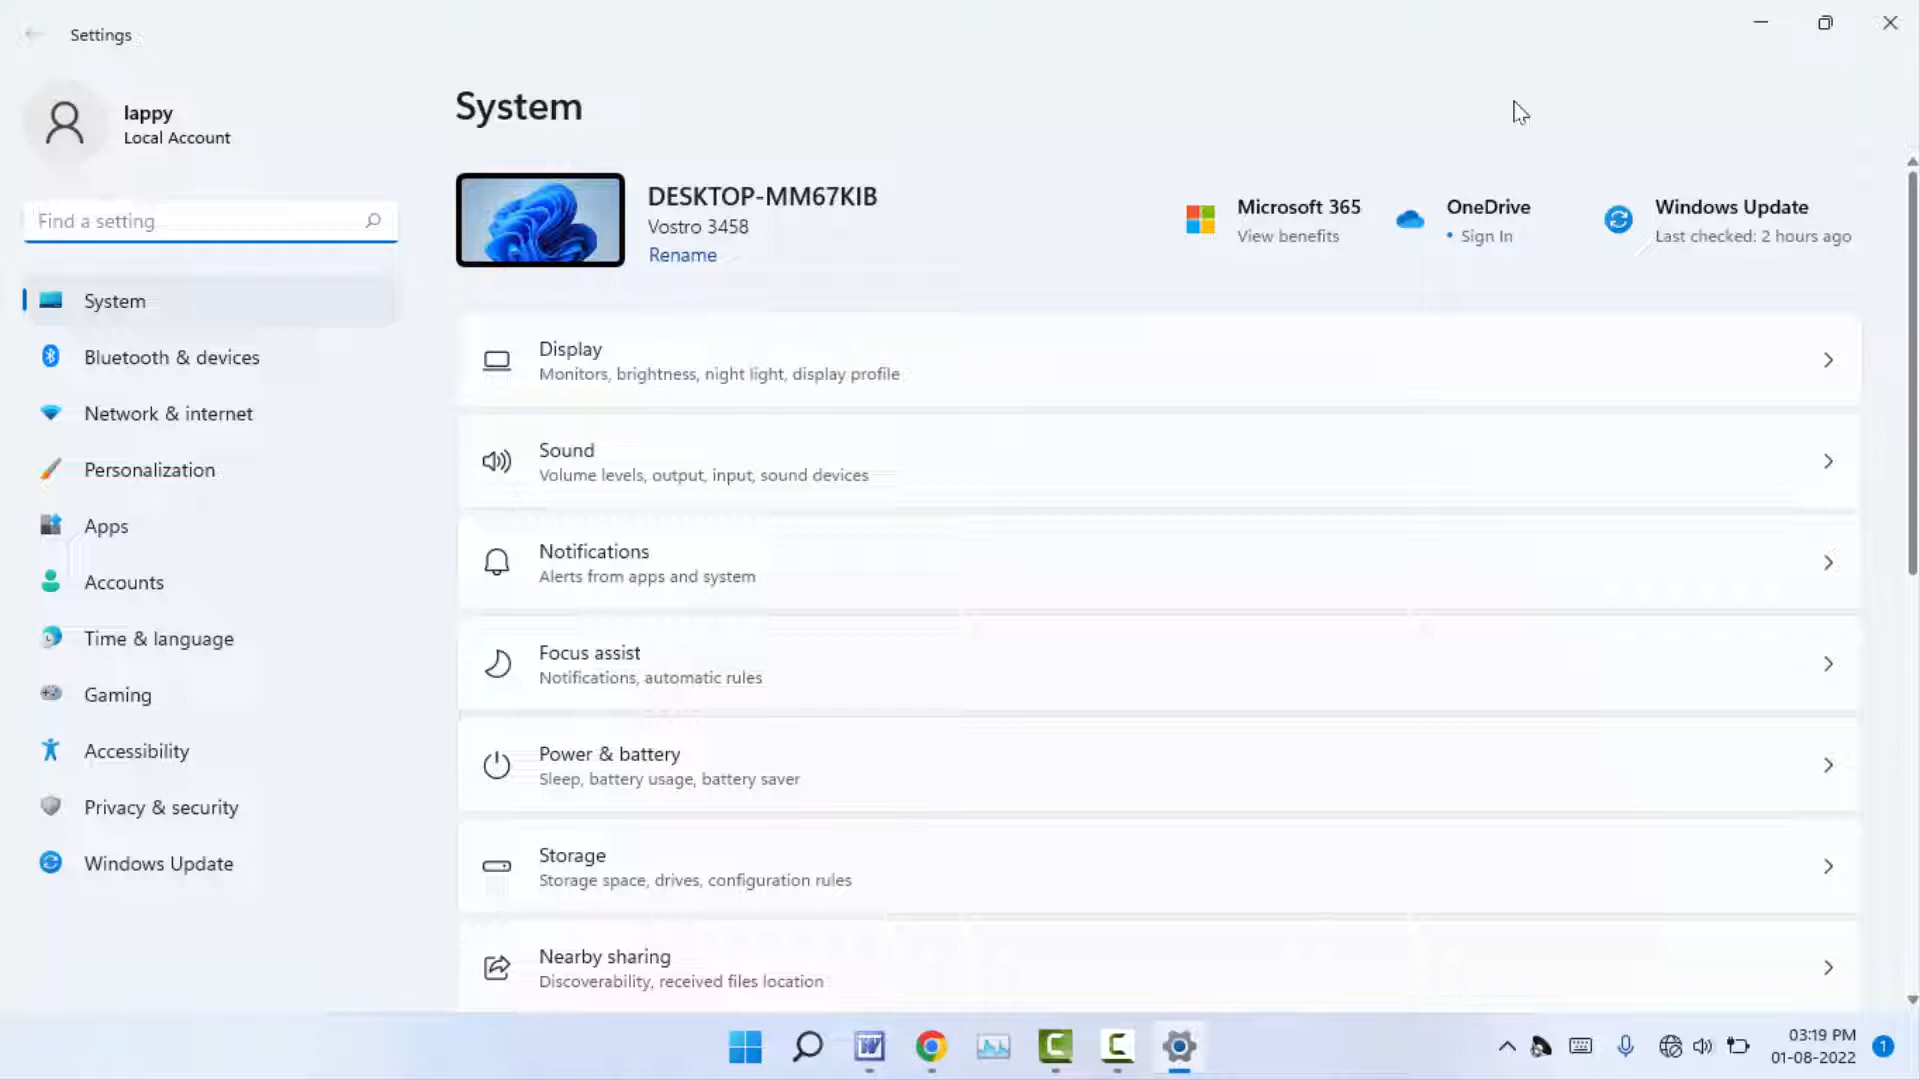 Settings
lappy
Local Account
Find a setting
System
Bluetooth & devices
Network & internet
Personalization
Apps
Accounts
Time & language
Gaming
Accessibility
Privacy & security
Windows Update
System
DESKTOP-MM67KIB
Vostro 3458
Rename
Microsoft 365
View benefits
OneDrive
• Sign In
Windows Update
Last checked: 2 hours ago
Display
Monitors, brightness, night light, display profile
Sound
Volume levels, output, input, sound devices
Notifications
Alerts from apps and system
Focus assist
Notifications, automatic rules
Power & battery
Sleep, battery usage, battery saver
Storage
Storage space, drives, configuration rules
Nearby sharing
Discoverability, received files location
W
C
C
03:19 PM
01-08-2022
1